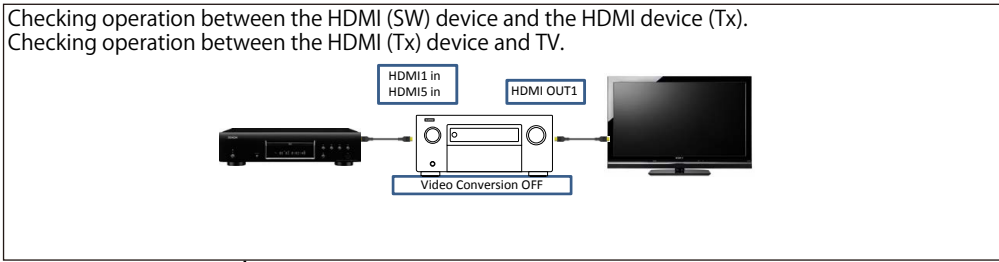 Checking operation between the HDMI (SW) device and the HDMI device (Tx).
Checking operation between the HDMI (Tx) device and TV.
HDMI1 in
HDMI5 in
HDMI OUT1
DENON
Video Conversion OFF